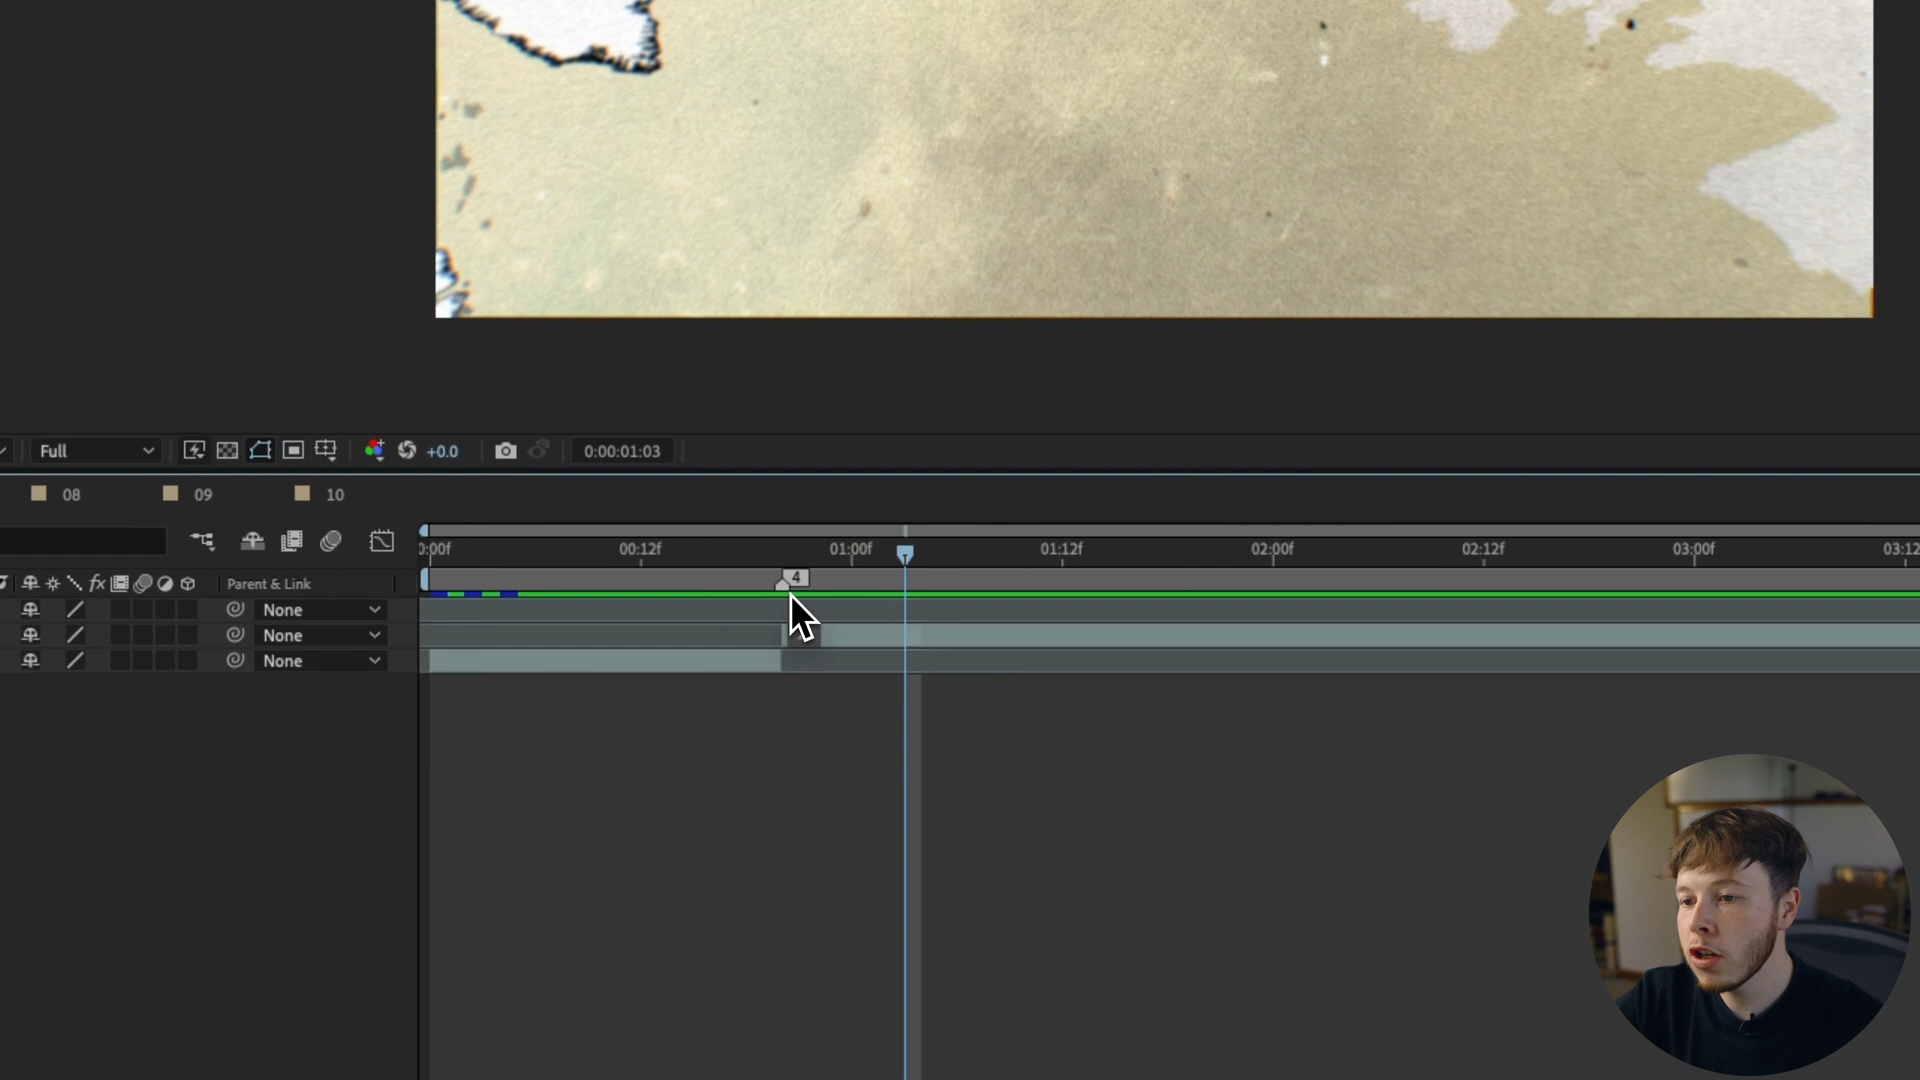 Full +0.0 0:00:01:03
08 09 10
0:00f 00:12f 01:00f 01:12f 02:00f 02:12f 03:00f 03:12
4
fx Parent & Link
None
None
None